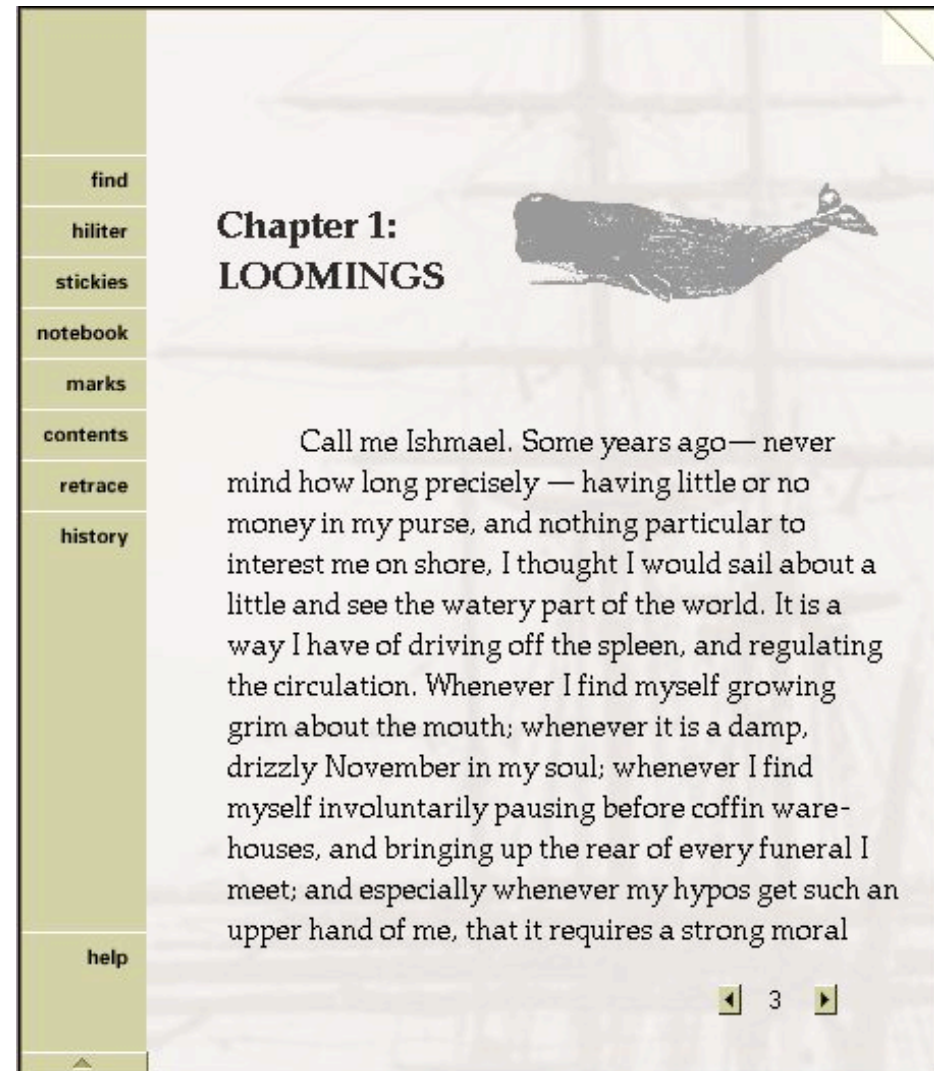 find
hiliter
stickies
notebook
marks
contents
retrace
history
help
Chapter 1:
LOOMINGS
Call me Ishmael. Some years ago— never
mind how long precisely — having little or no
money in my purse, and nothing particular to
interest me on shore, I thought I would sail about a
little and see the watery part of the world. It is a
way I have of driving off the spleen, and regulating
the circulation. Whenever I find myself growing
grim about the mouth; whenever it is a damp,
drizzly November in my soul; whenever I find
myself involuntarily pausing before coffin ware-
houses, and bringing up the rear of every funeral I
meet; and especially whenever my hypos get such an
upper hand of me, that it requires a strong moral
3